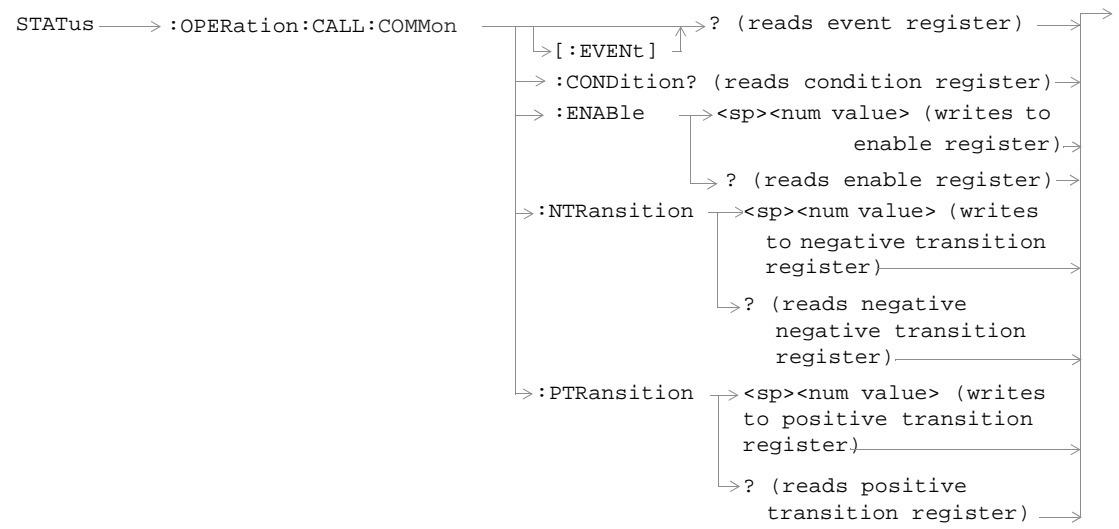 STATus :OPERation:CALL:COMMon ? (reads event register)
[:EVENt]
:CONDition? (reads condition register)
:ENABle <sp><num value> (writes to
enable register)
? (reads enable register)
:NTRansition <sp><num value> (writes
to negative transition
register)
? (reads negative
negative transition
register)
:PTRansition <sp><num value> (writes
to positive transition
register)
? (reads positive
transition register)